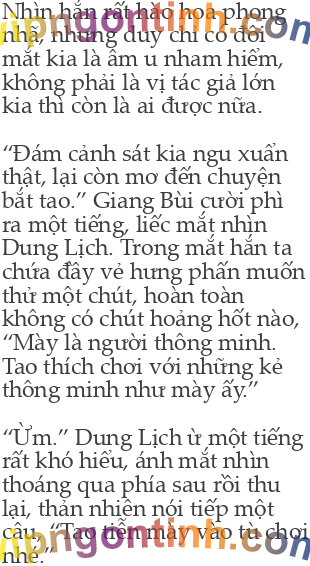 Nhìn hắn rất hào hoa phong
nhã, nhưng duy chỉ có đôi
mắt kia là âm u nham hiểm,
không phải là vị tác giả lớn
kia thì còn là ai được nữa.
“Đám cảnh sát kia ngu xuẩn
thật, lại còn mơ đến chuyện
bắt tao.” Giang Bùi cười phì
ra một tiếng, liếc mắt nhìn
Dung Lịch. Trong mắt hắn ta
chứa đầy vẻ hưng phấn muốn
thử một chút, hoàn toàn
không có chút hoảng hốt nào,
“Mày là người thông minh.
Tao thích chơi với những kẻ
thông minh như mày ấy.”
“Ừm.” Dung Lịch ừ một tiếng
rất khó hiểu, ánh mắt nhìn
thoáng qua phía sau rồi thu
lại, thản nhiên nói tiếp một
câu, “Tao tiễn mày vào tù chơi
nhé.”
vipngontinh.com
vipngontinh.com